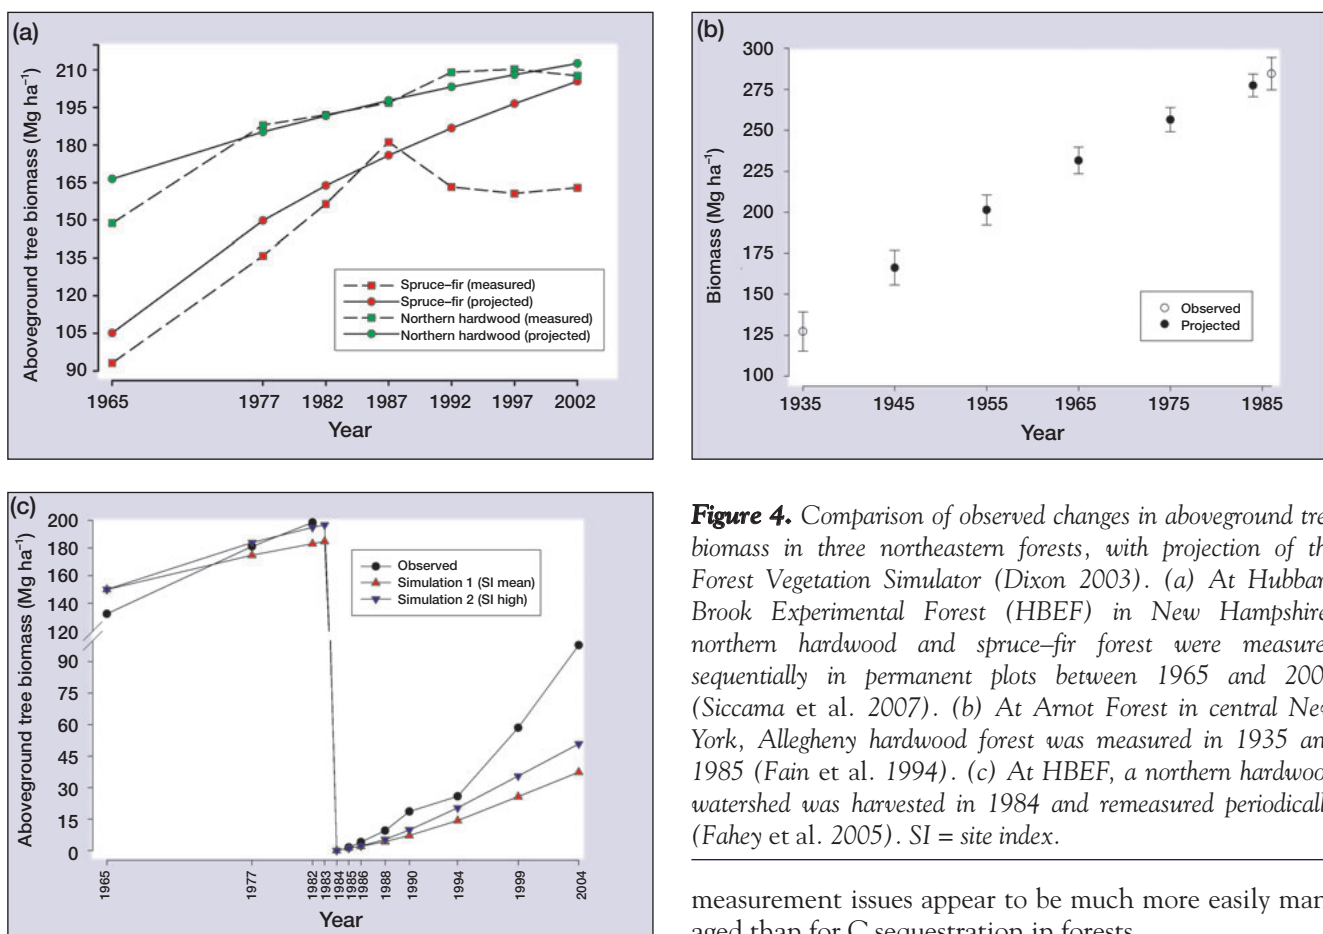 (a)
Aboveground tree biomass (Mg ha⁻¹)
210
195
180
165
150
135
120
105
90
Spruce–fir (measured)
Spruce–fir (projected)
Northern hardwood (measured)
Northern hardwood (projected)
1965 1977 1982 1987 1992 1997 2002
Year
(b)
Biomass (Mg ha⁻¹)
300
275
250
225
200
175
150
125
100
Observed
Projected
1935 1945 1955 1965 1975 1985
Year
(c)
Aboveground tree biomass (Mg ha⁻¹)
200
180
160
140
120
90
75
60
45
30
15
0
Observed
Simulation 1 (SI mean)
Simulation 2 (SI high)
1965 1977 1982 1983 1984 1985 1986 1988 1990 1994 1999 2004
Year
Figure 4. Comparison of observed changes in aboveground tre
biomass in three northeastern forests, with projection of th
Forest Vegetation Simulator (Dixon 2003). (a) At Hubbar
Brook Experimental Forest (HBEF) in New Hampshire
northern hardwood and spruce–fir forest were measure
sequentially in permanent plots between 1965 and 200
(Siccama et al. 2007). (b) At Arnot Forest in central Ne
York, Allegheny hardwood forest was measured in 1935 an
1985 (Fain et al. 1994). (c) At HBEF, a northern hardwoo
watershed was harvested in 1984 and remeasured periodicall
(Fahey et al. 2005). SI = site index.
measurement issues appear to be much more easily man
aged than for C sequestration in forests